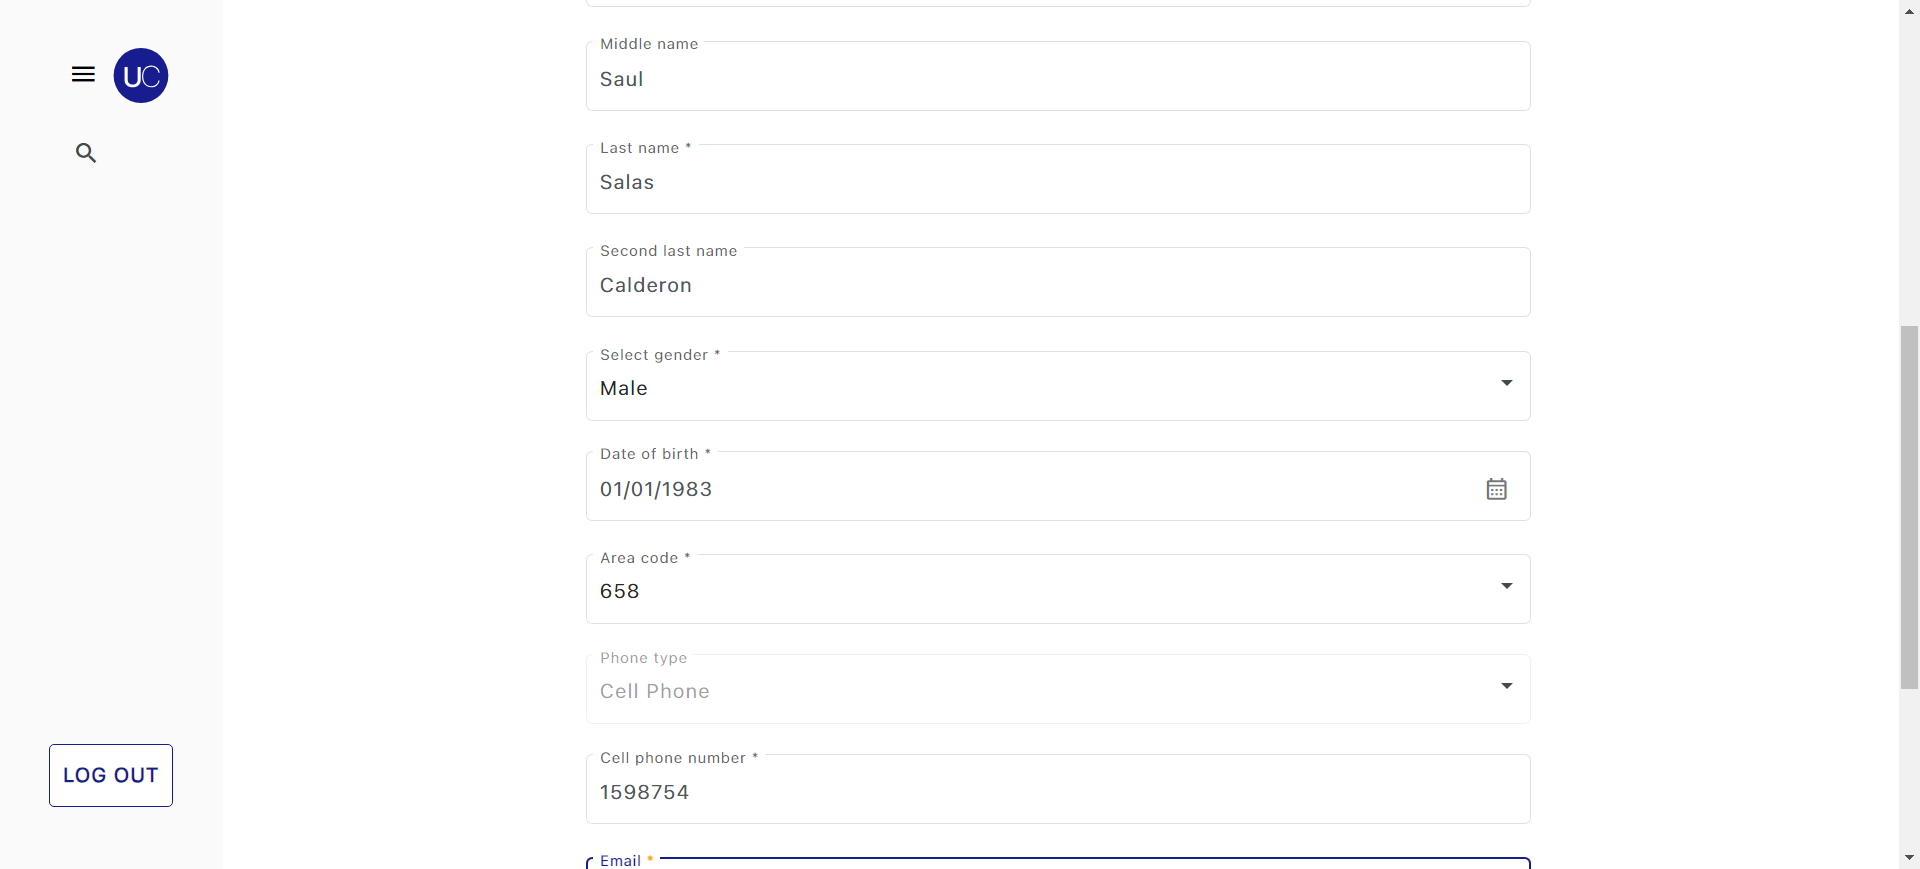 UC
LOG OUT
Middle name
Saul
Last name *
Salas
Second last name
Calderon
Select gender *
Male
Date of birth *
01/01/1983
Area code *
658
Phone type
Cell Phone
Cell phone number *
1598754
Email *